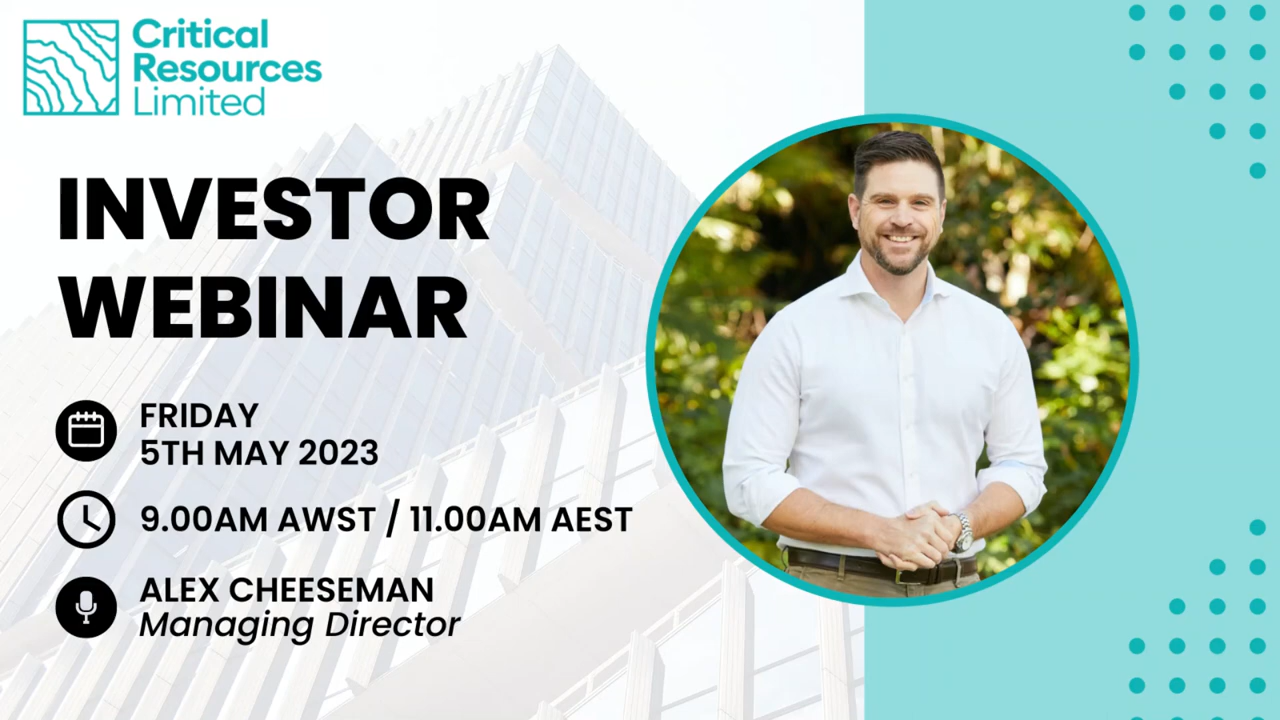 Critical
Resources
Limited
INVESTOR
WEBINAR
FRIDAY
5TH MAY 2023
9.00AM AWST / 11.00AM AEST
ALEX CHEESEMAN
Managing Director